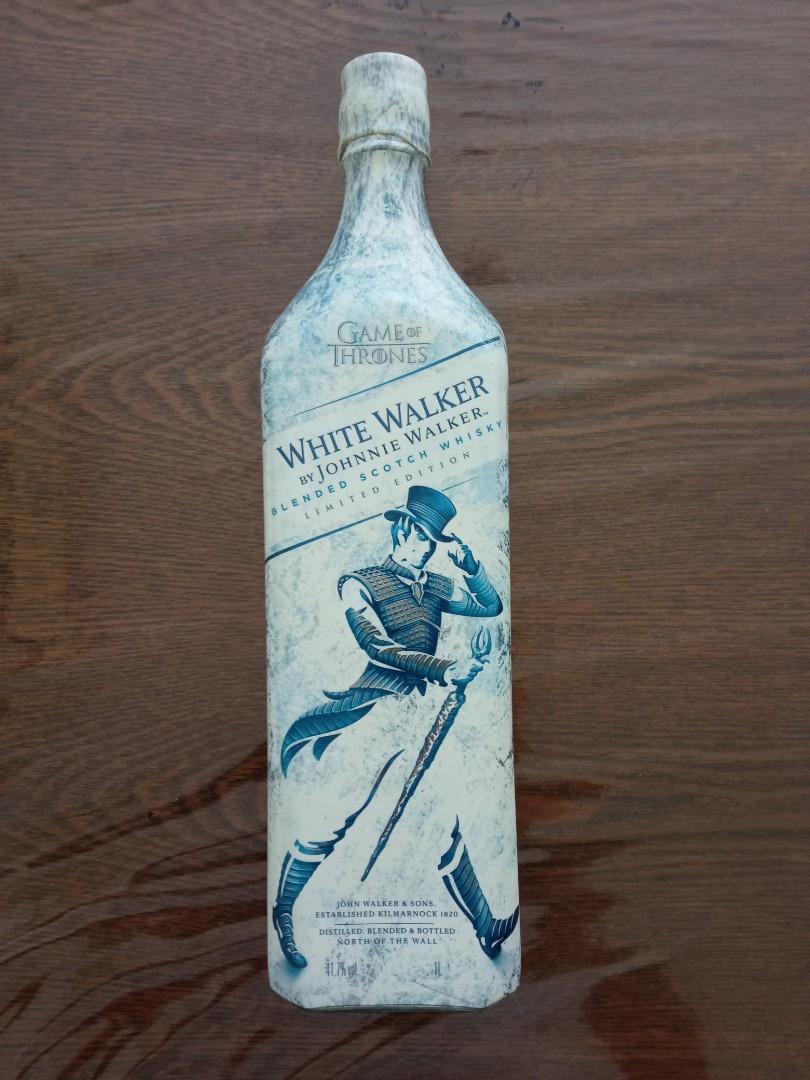 GAME OF
THRONES
WHITE WALKER
BY JOHNNIE WALKER™
BLENDED SCOTCH WHISKY
LIMITED EDITION
JOHN WALKER & SONS,
ESTABLISHED KILMARNOCK 1820
DISTILLED, BLENDED & BOTTLED
NORTH OF THE WALL
41.7% vol 1L